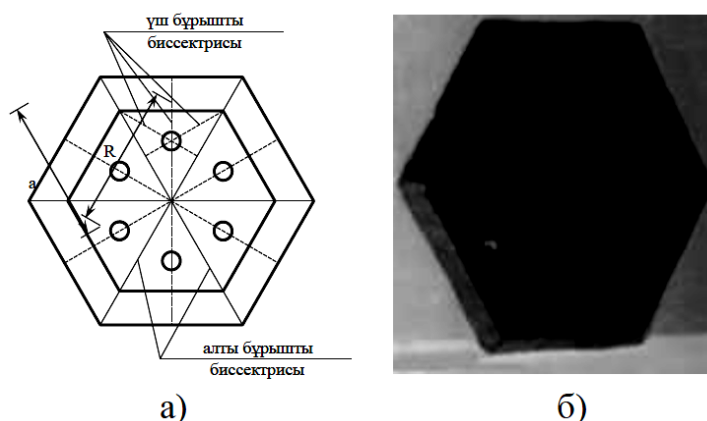 үш бұрышты
биссектрисы
R
a
алты бұрышты
биссектрисы
а)
б)